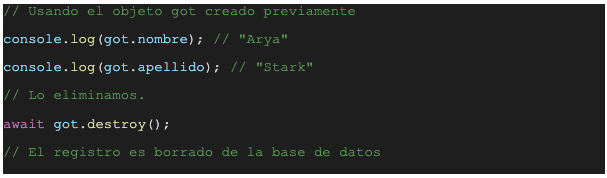 // Usando el objeto got creado previamente
console.log(got.nombre); // "Arya"
console.log(got.apellido); // "Stark"
// Lo eliminamos.
await got.destroy();
// El registro es borrado de la base de datos